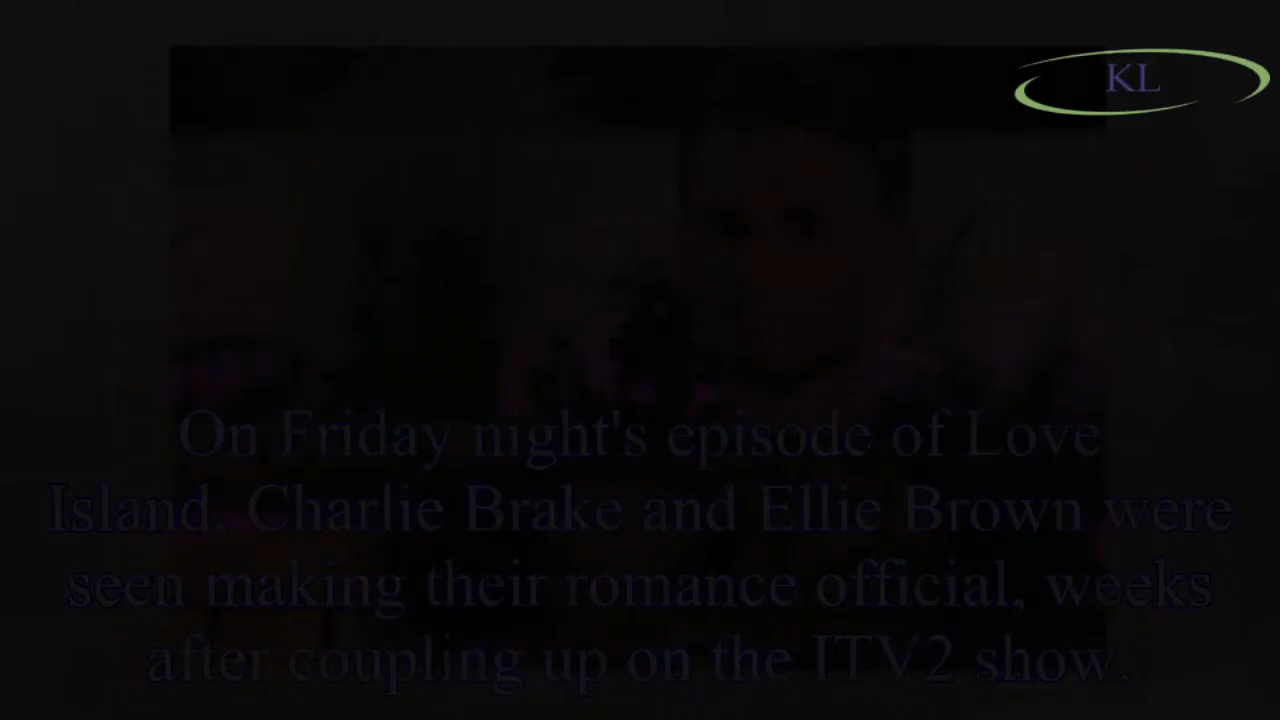 KL
On Friday night's episode of Love
Island. Charlie Brake and Ellie Brown were
seen making their romance official, weeks
after coupling up on the ITV2 show.